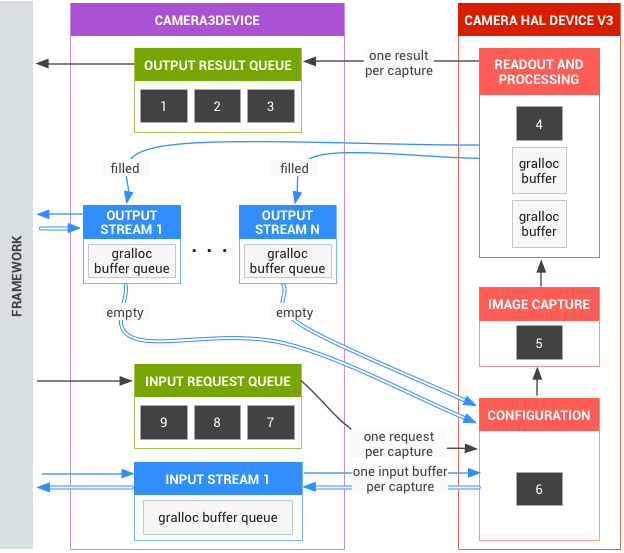 CAMERA3DEVICE
CAMERA HAL DEVICE V3
FRAMEWORK
OUTPUT RESULT QUEUE
1 2 3
one result
per capture
READOUT AND
PROCESSING
4
gralloc
buffer
gralloc
buffer
filled
filled
OUTPUT
STREAM 1
gralloc
buffer queue
. . .
OUTPUT
STREAM N
gralloc
buffer queue
empty
empty
IMAGE CAPTURE
5
INPUT REQUEST QUEUE
9 8 7
one request
per capture
CONFIGURATION
6
INPUT STREAM 1
gralloc buffer queue
one input buffer
per capture